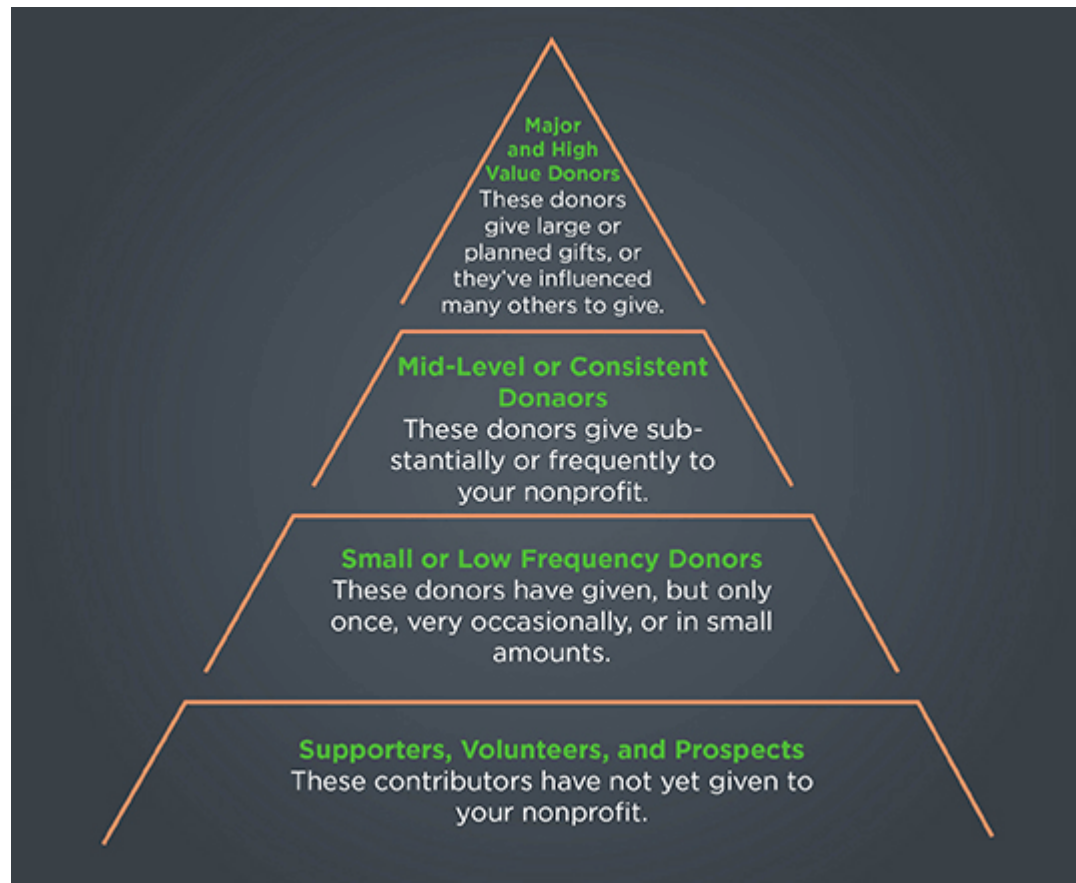 Major
and High
Value Donors
These donors
give large or
planned gifts, or
they've influenced
many others to give.
Mid-Level or Consistent
Donaors
These donors give sub-
stantially or frequently to
your nonprofit.
Small or Low Frequency Donors
These donors have given, but only
once, very occasionally, or in small
amounts.
Supporters, Volunteers, and Prospects
These contributors have not yet given to
your nonprofit.